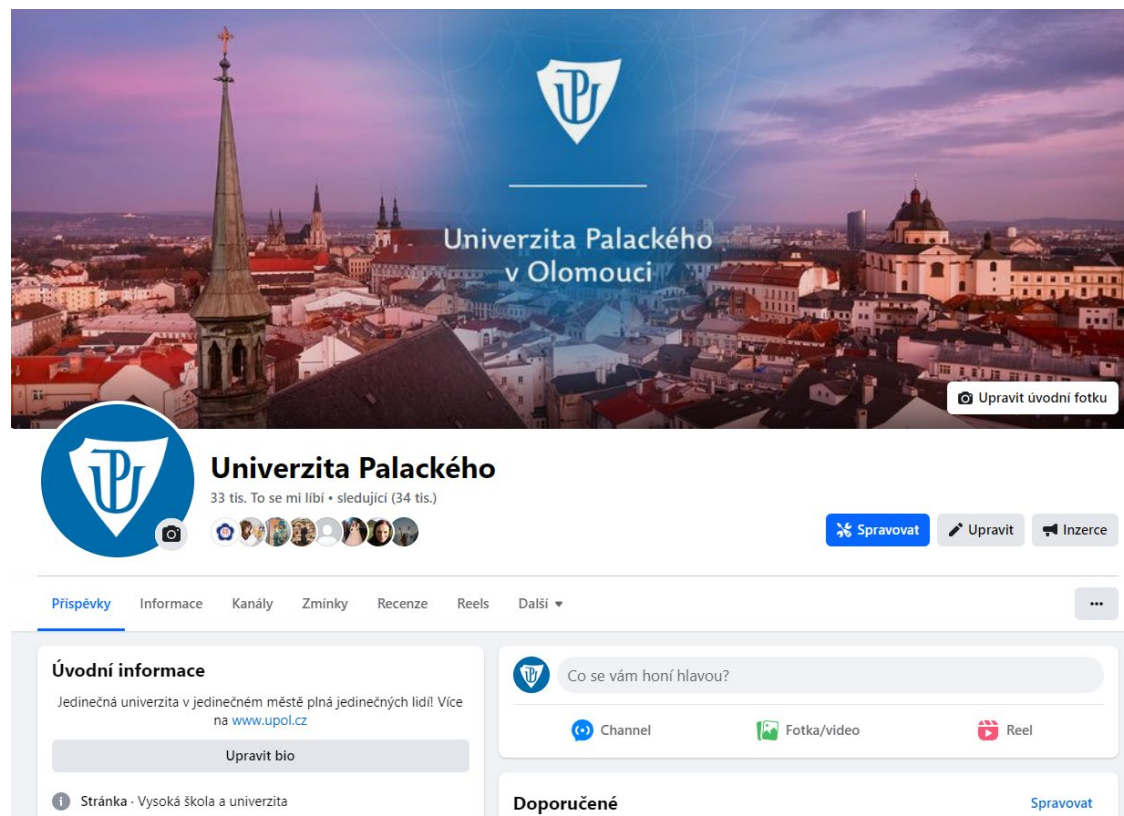 Univerzita Palackého
v Olomouci
Upravit úvodní fotku
Univerzita Palackého
33 tis. To se mi líbí • sledující (34 tis.)
Spravovat
Upravit
Inzerce
Příspěvky Informace Kanály Zmínky Recenze Reels Další
Úvodní informace
Jedinečná univerzita v jedinečném městě plná jedinečných lidí! Více
na www.upol.cz
Upravit bio
Stránka · Vysoká škola a univerzita
Co se vám honí hlavou?
Channel Fotka/video Reel
Doporučené Spravovat